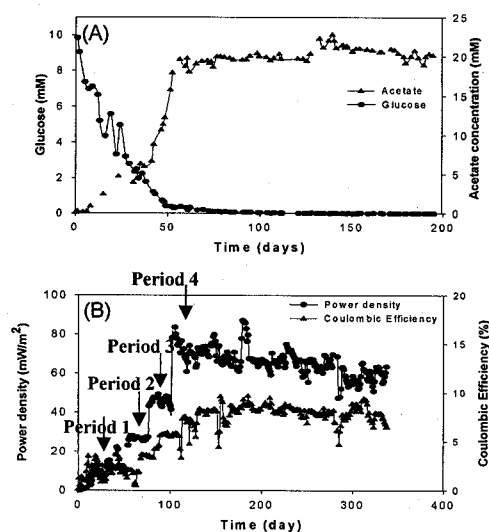 (A)
Glucose (mM)
10
8
6
4
2
0
25
20
15
10
5
0
Acetate concentration (mM)
Acetate
Glucose
0 50 100 150 200
Time (days)
(B)
Period 4
Period 3
Period 2
Period 1
Power density
Coulombic Efficiency
Power density (mW/m²)
100
80
60
40
20
0
20
15
10
5
0
Coulombic Efficiency (%)
0 100 200 300 400
Time (day)